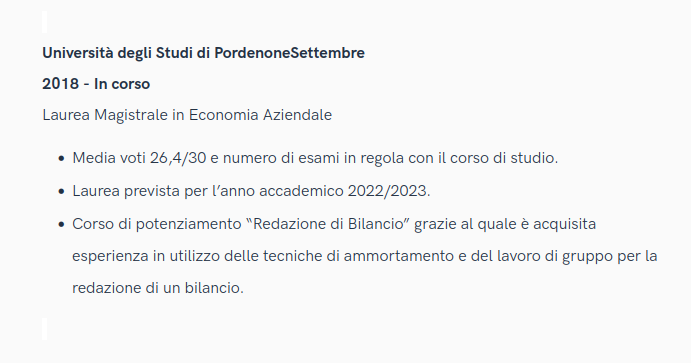 Università degli Studi di PordenoneSettembre
2018 - In corso
Laurea Magistrale in Economia Aziendale
• Media voti 26,4/30 e numero di esami in regola con il corso di studio.
• Laurea prevista per l’anno accademico 2022/2023.
• Corso di potenziamento “Redazione di Bilancio” grazie al quale è acquisita
esperienza in utilizzo delle tecniche di ammortamento e del lavoro di gruppo per la
redazione di un bilancio.